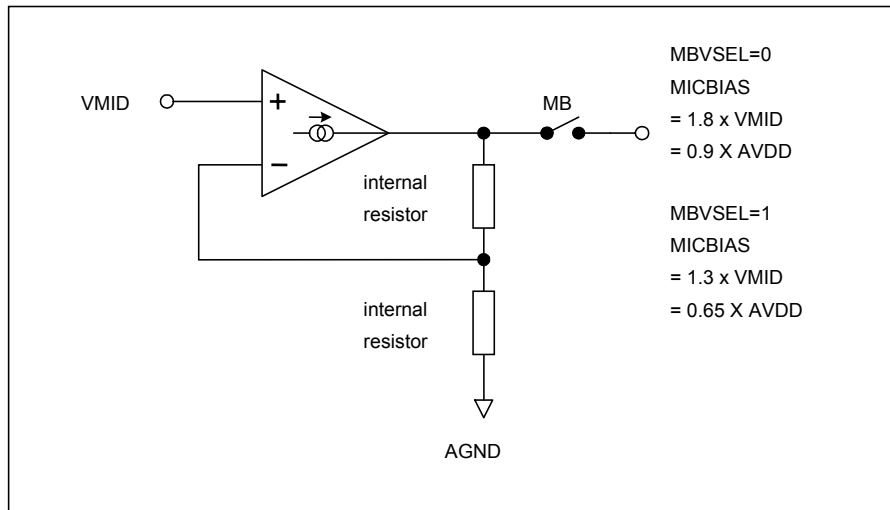 VMID
+
−
MB
internal
resistor
internal
resistor
AGND
MBVSEL=0
MICBIAS
= 1.8 x VMID
= 0.9 X AVDD
MBVSEL=1
MICBIAS
= 1.3 x VMID
= 0.65 X AVDD